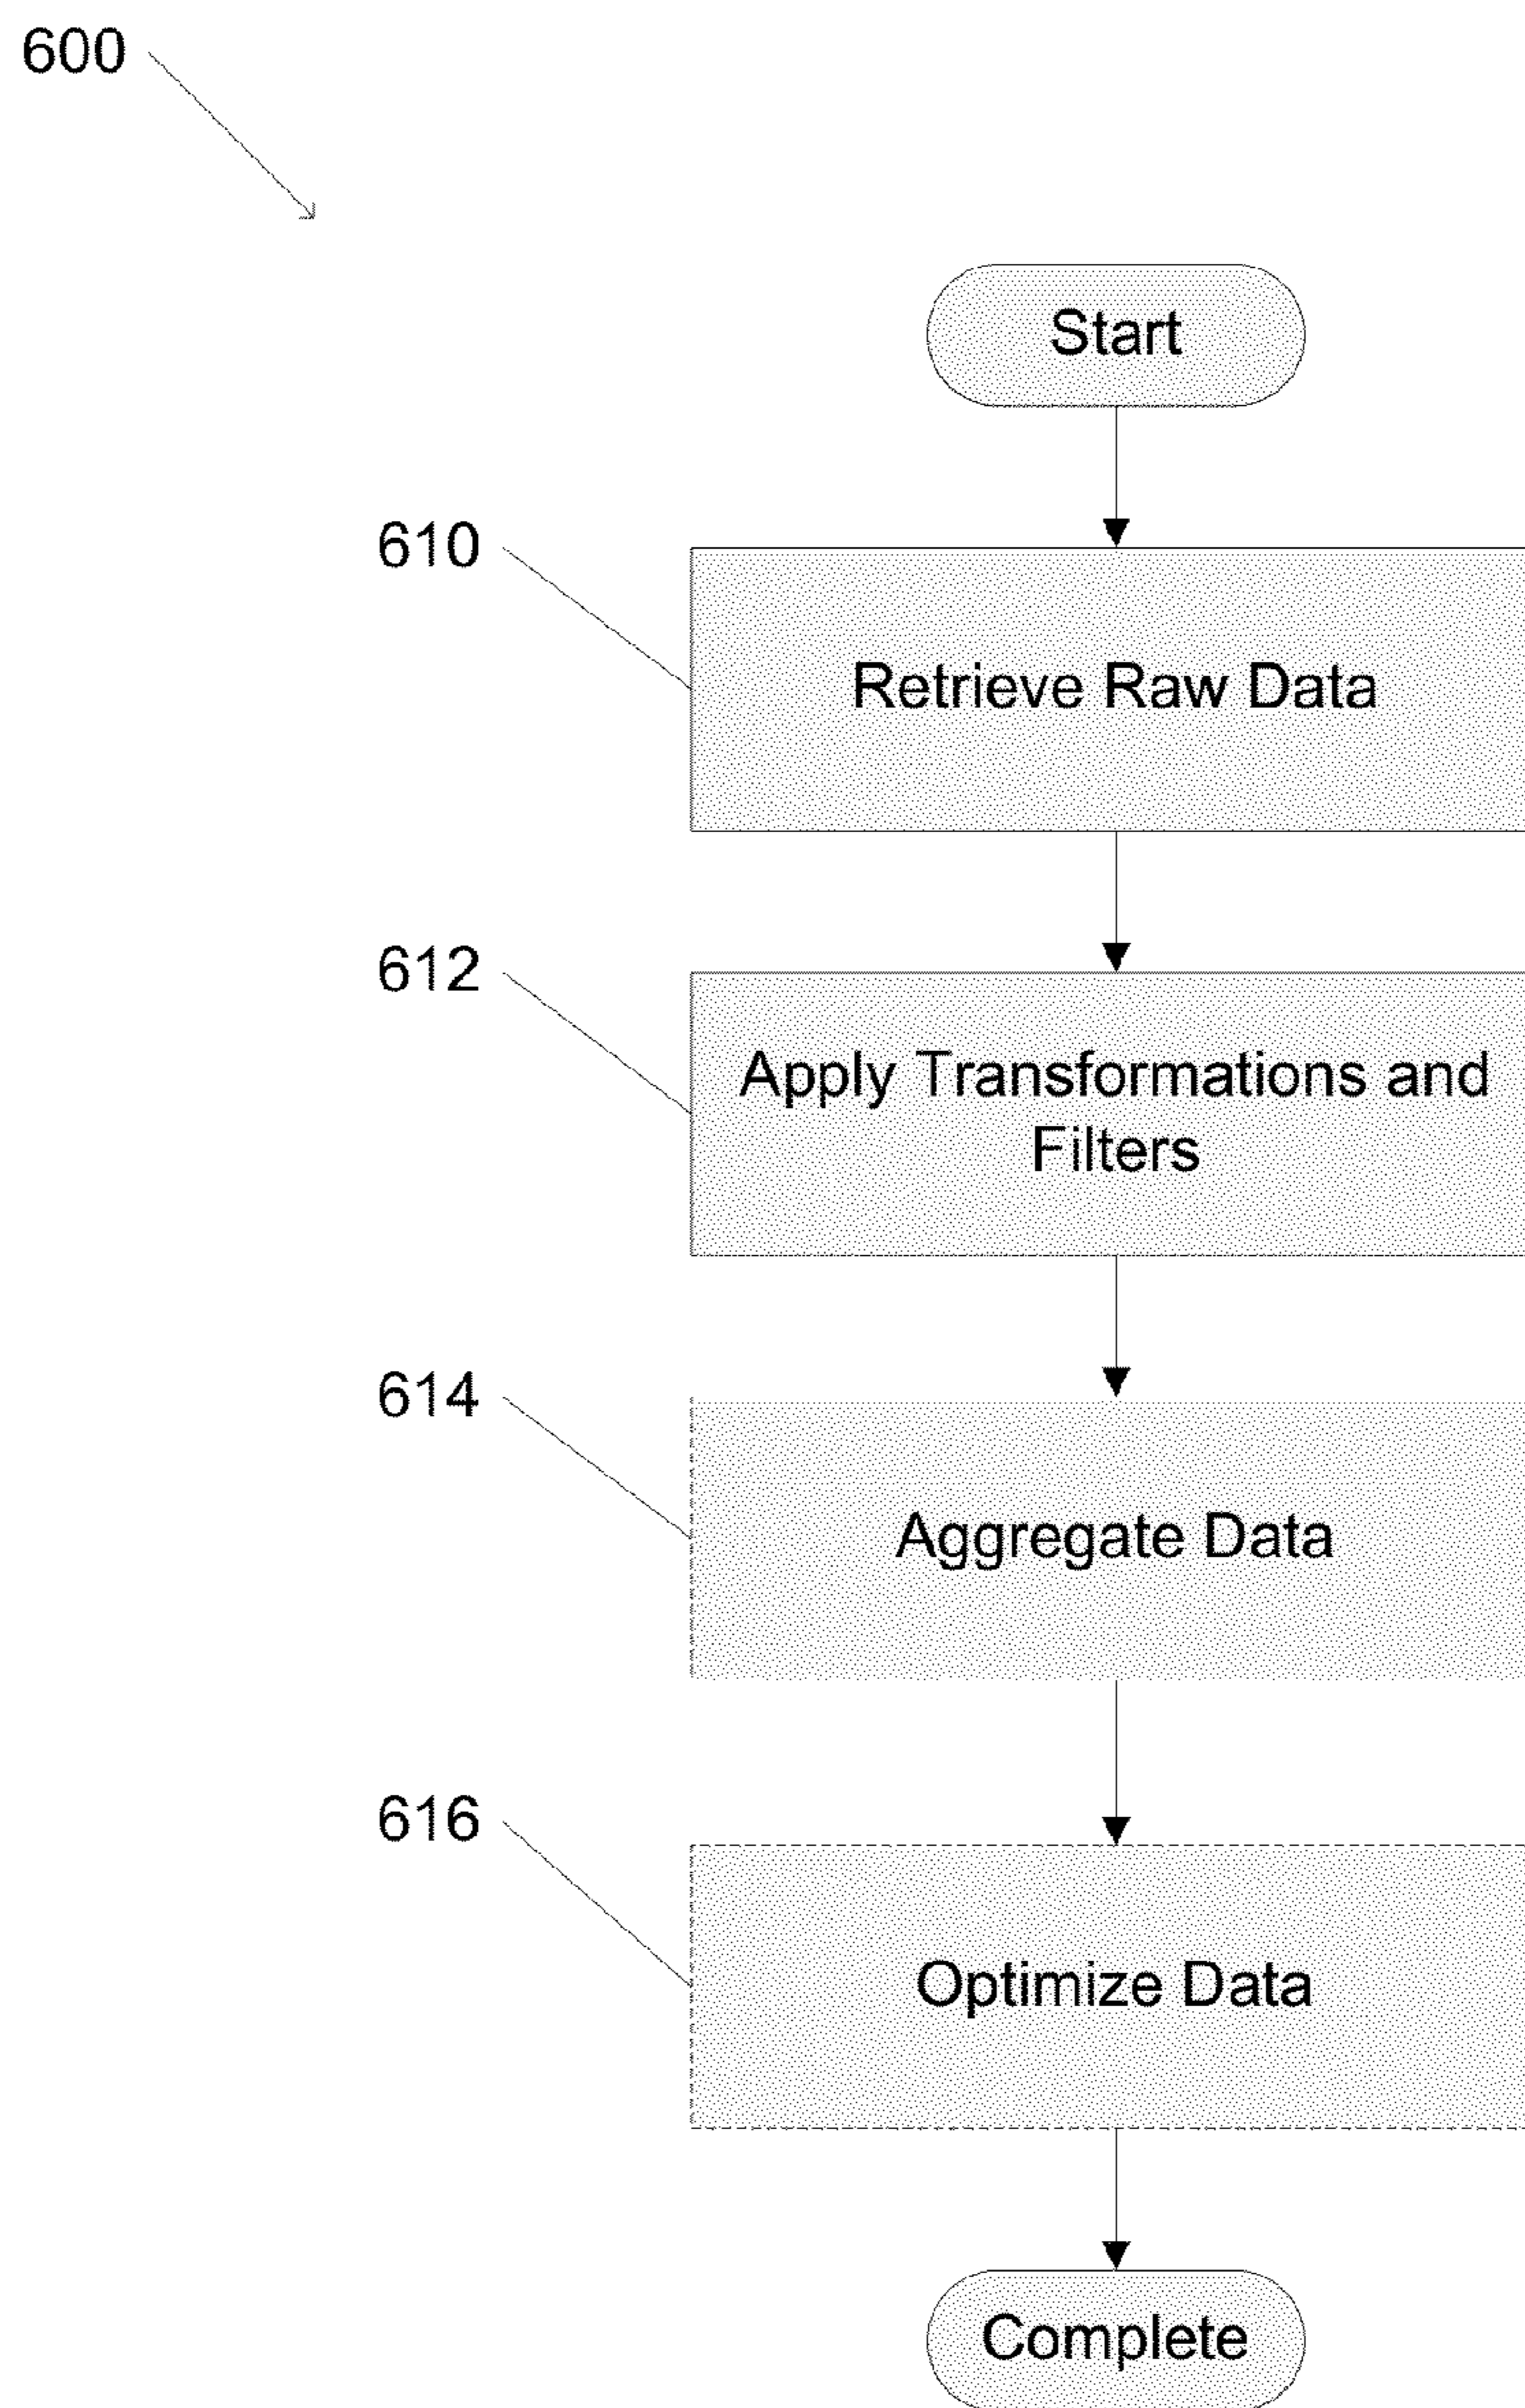 600
Start
610
Retrieve Raw Data
612
Apply Transformations and
Filters
614
Aggregate Data
616
Optimize Data
Complete